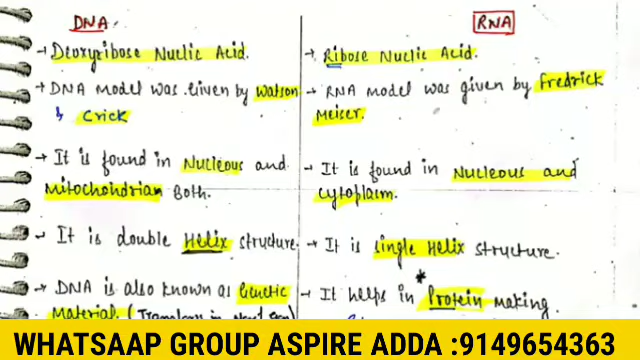 DNA
→ Deoxyribose Nuclic Acid.
→ DNA model was given by Watson
& Crick
→ It is found in Nucleous and
Mitochondrian Both.
→ It is double Helix structure.
→ DNA is also known as Genetic
Material (
RNA
→ Ribose Nuclic Acid.
→ RNA model was given by Fredrick
Meiser.
→ It is found in Nucleous and
cytoplasm.
→ It is single Helix structure.
*
→ It helps in Protein making.
WHATSAAP GROUP ASPIRE ADDA :9149654363